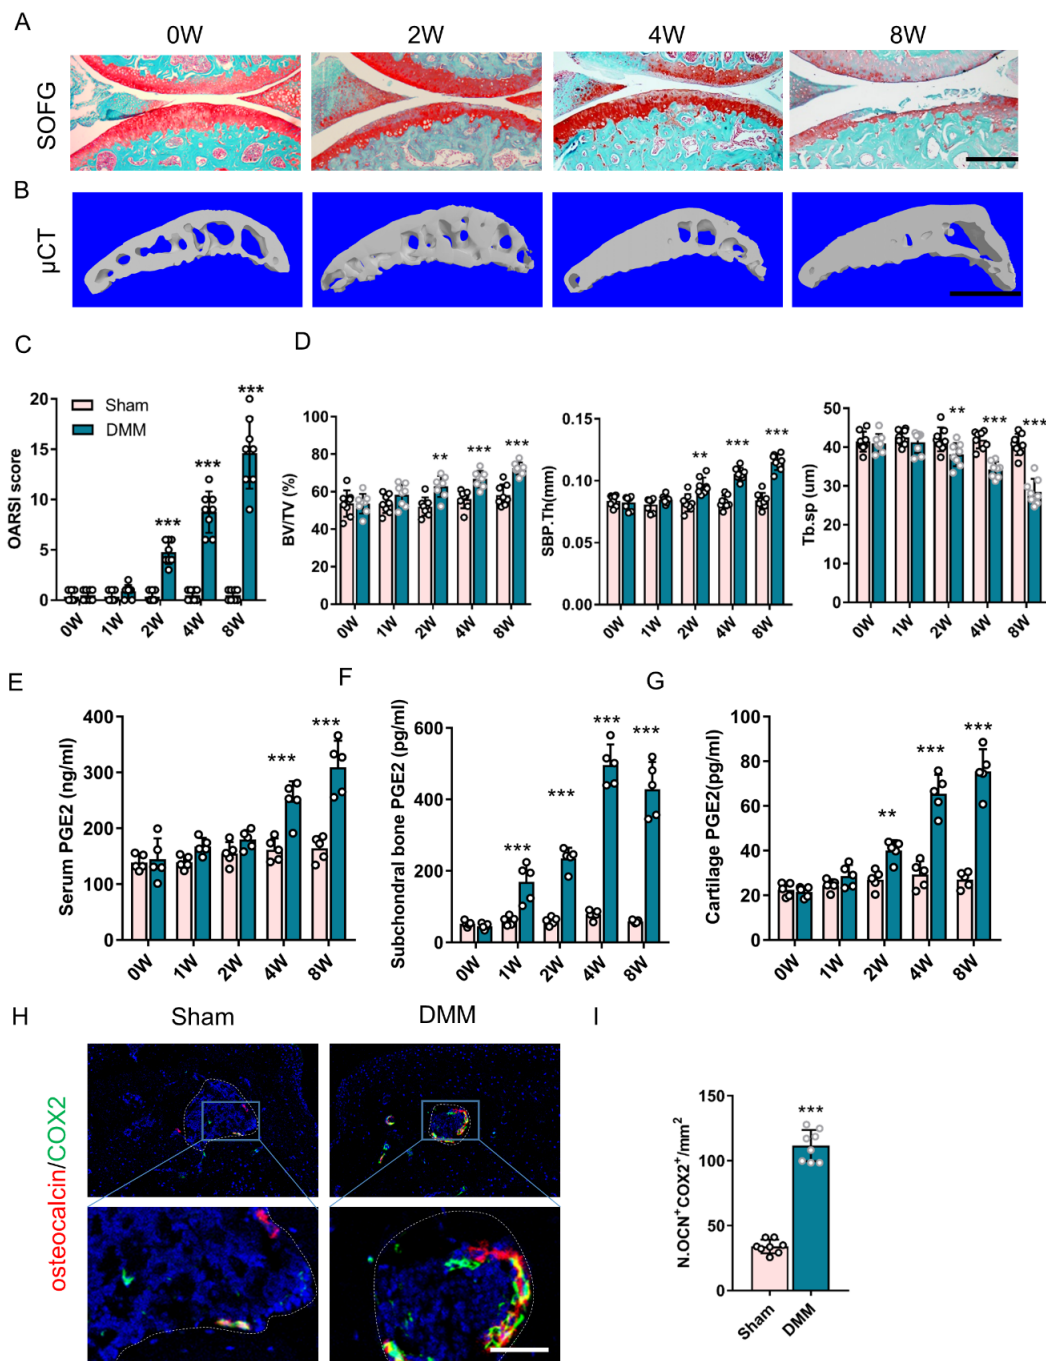 A
0W
2W
4W
8W
SOFG
B
µCT
C
D
OARSI score
20
15
10
5
0
Sham
DMM
***
***
***
0W
1W
2W
4W
8W
BV/TV (%)
100
80
60
40
20
0
**
***
***
0W
1W
2W
4W
8W
SBP.Th(mm)
0.15
0.10
0.05
0.00
**
***
***
0W
1W
2W
4W
8W
Tb.sp (um)
50
40
30
20
10
0
**
***
***
0W
1W
2W
4W
8W
E
F
G
Serum PGE2 (ng/ml)
400
300
200
100
0
***
***
0W
1W
2W
4W
8W
Subchondral bone PGE2 (pg/ml)
600
400
200
0
***
***
***
***
0W
1W
2W
4W
8W
Cartilage PGE2(pg/ml)
100
80
60
40
20
0
**
***
***
0W
1W
2W
4W
8W
H
Sham
DMM
I
osteocalcin/COX2
N.OCN⁺COX2⁺/mm²
150
100
50
0
***
Sham
DMM